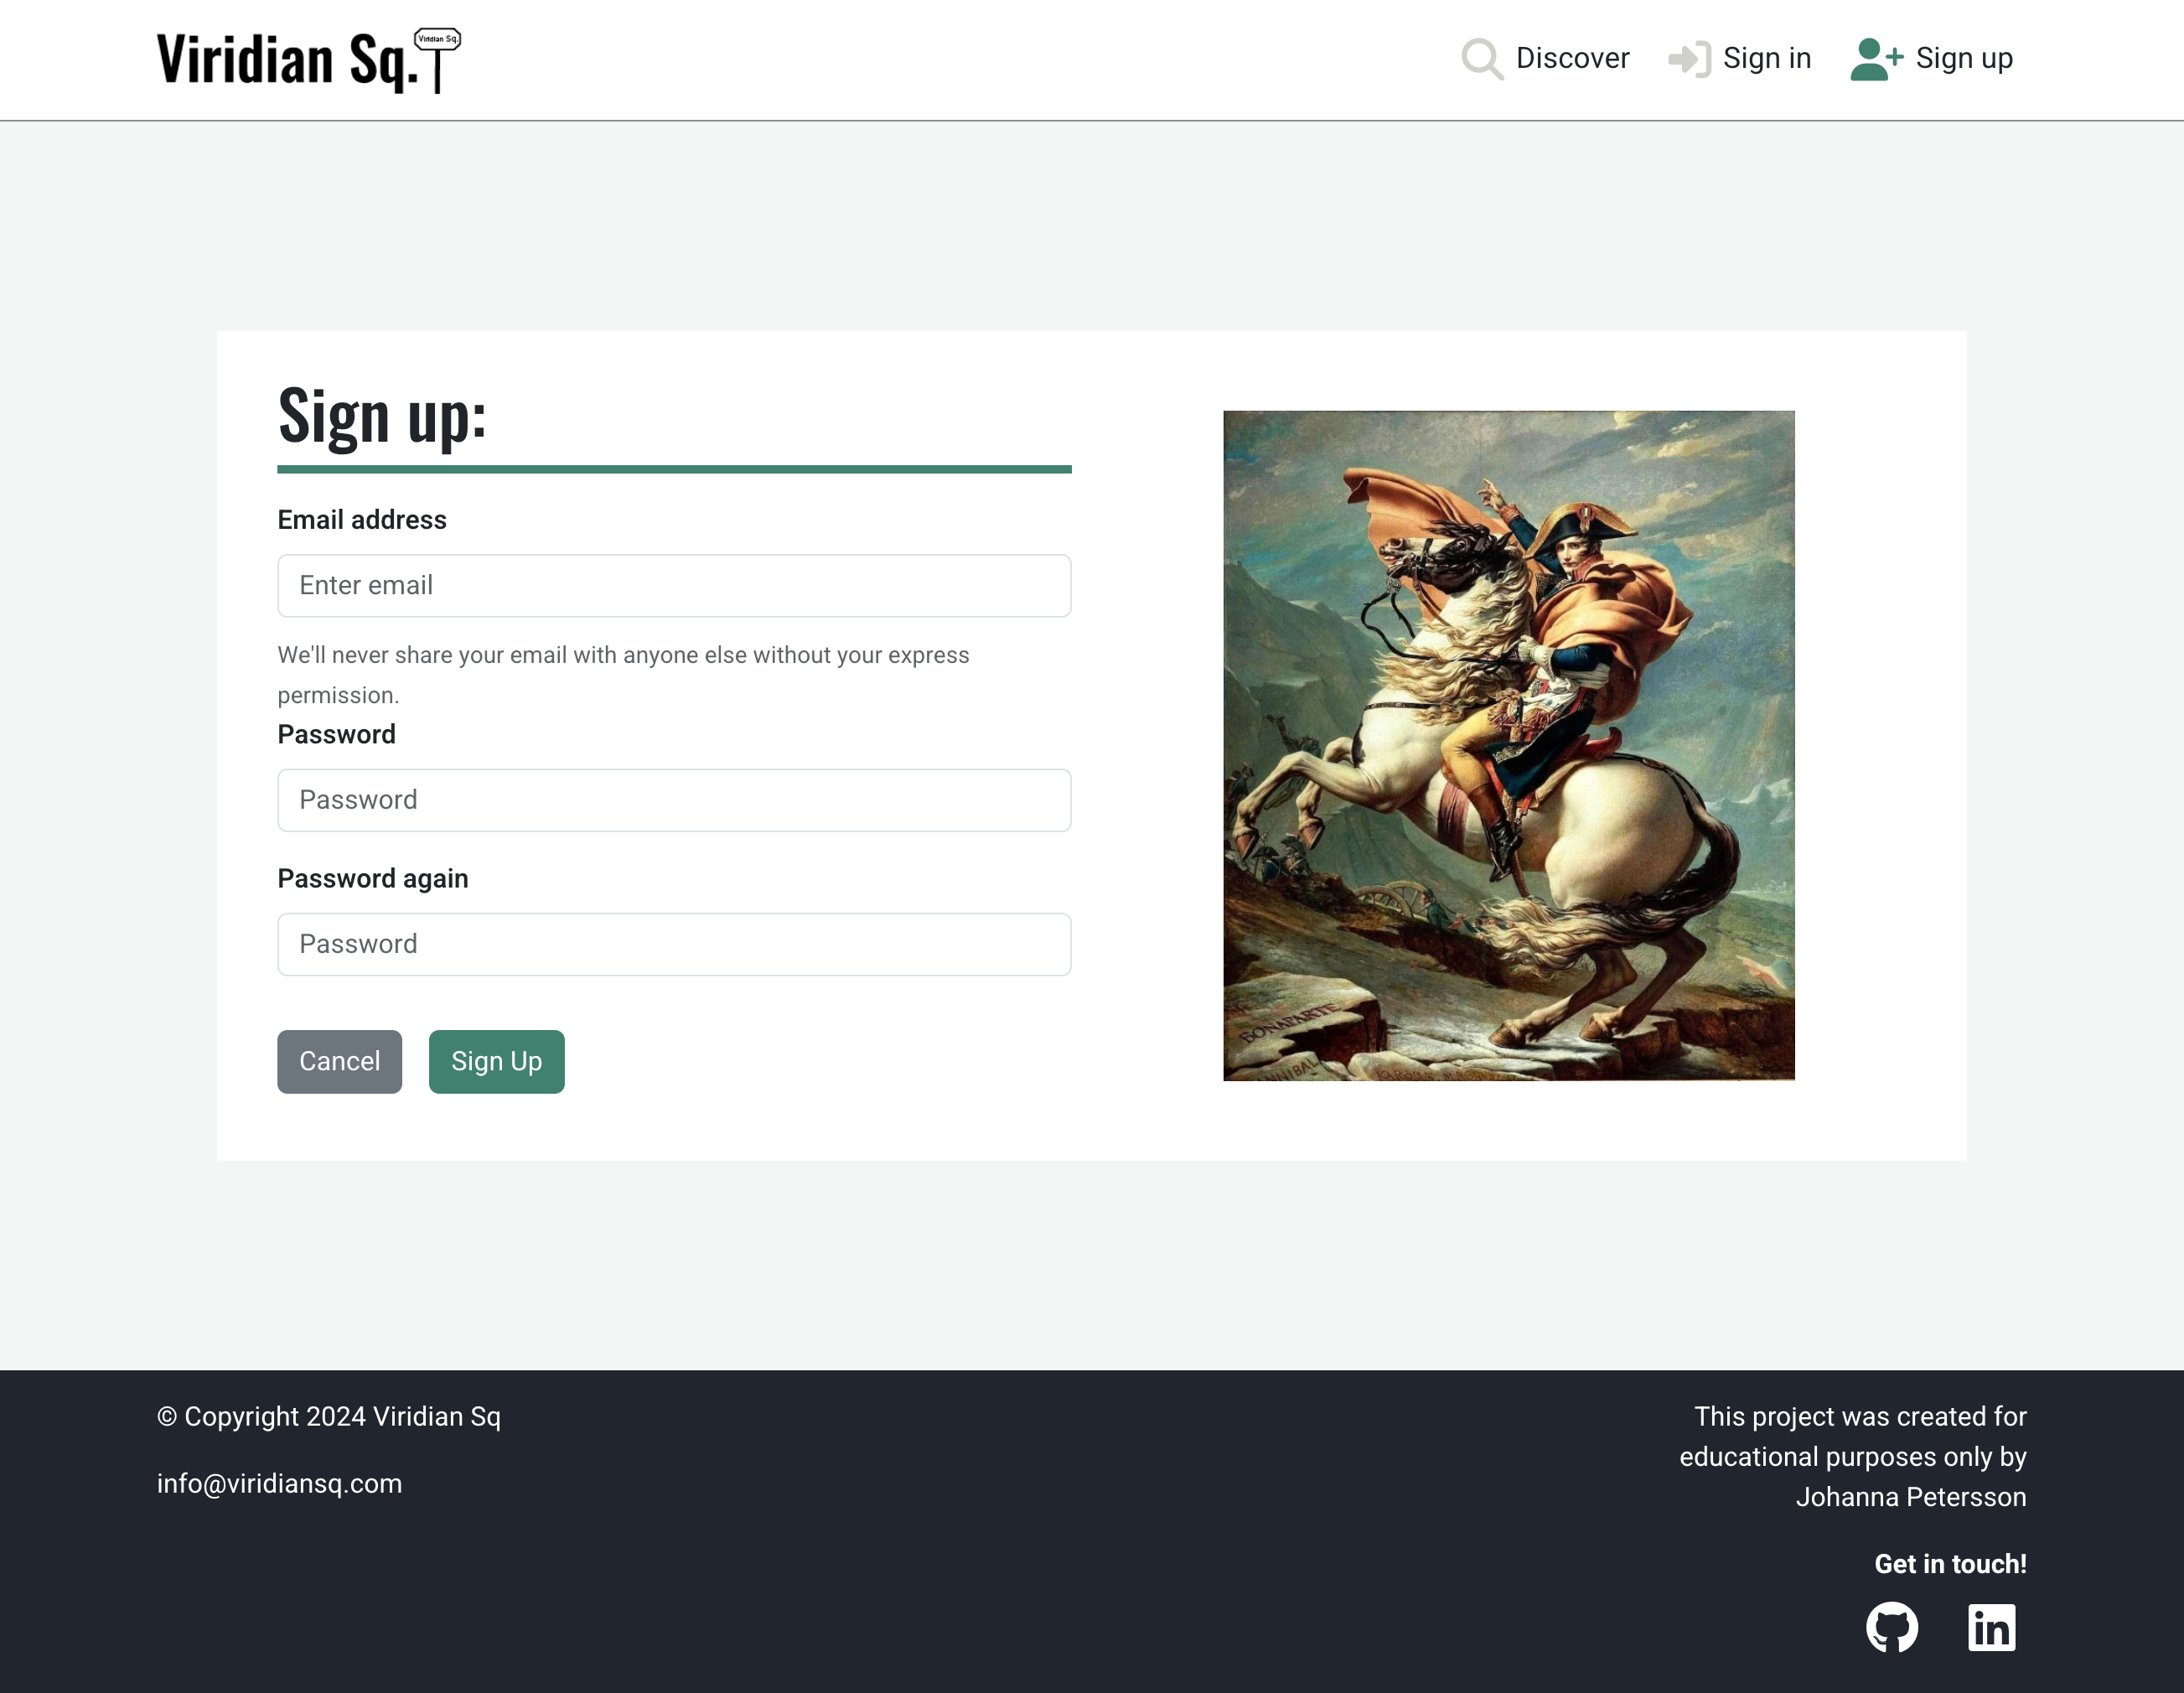 Viridian Sq.
Viridian Sq.
Discover
Sign in
Sign up
Sign up:
Email address
Enter email
We'll never share your email with anyone else without your express
permission.
Password
Password
Password again
Password
Cancel
Sign Up
BONAPARTE
© Copyright 2024 Viridian Sq
info@viridiansq.com
This project was created for
educational purposes only by
Johanna Petersson
Get in touch!
in